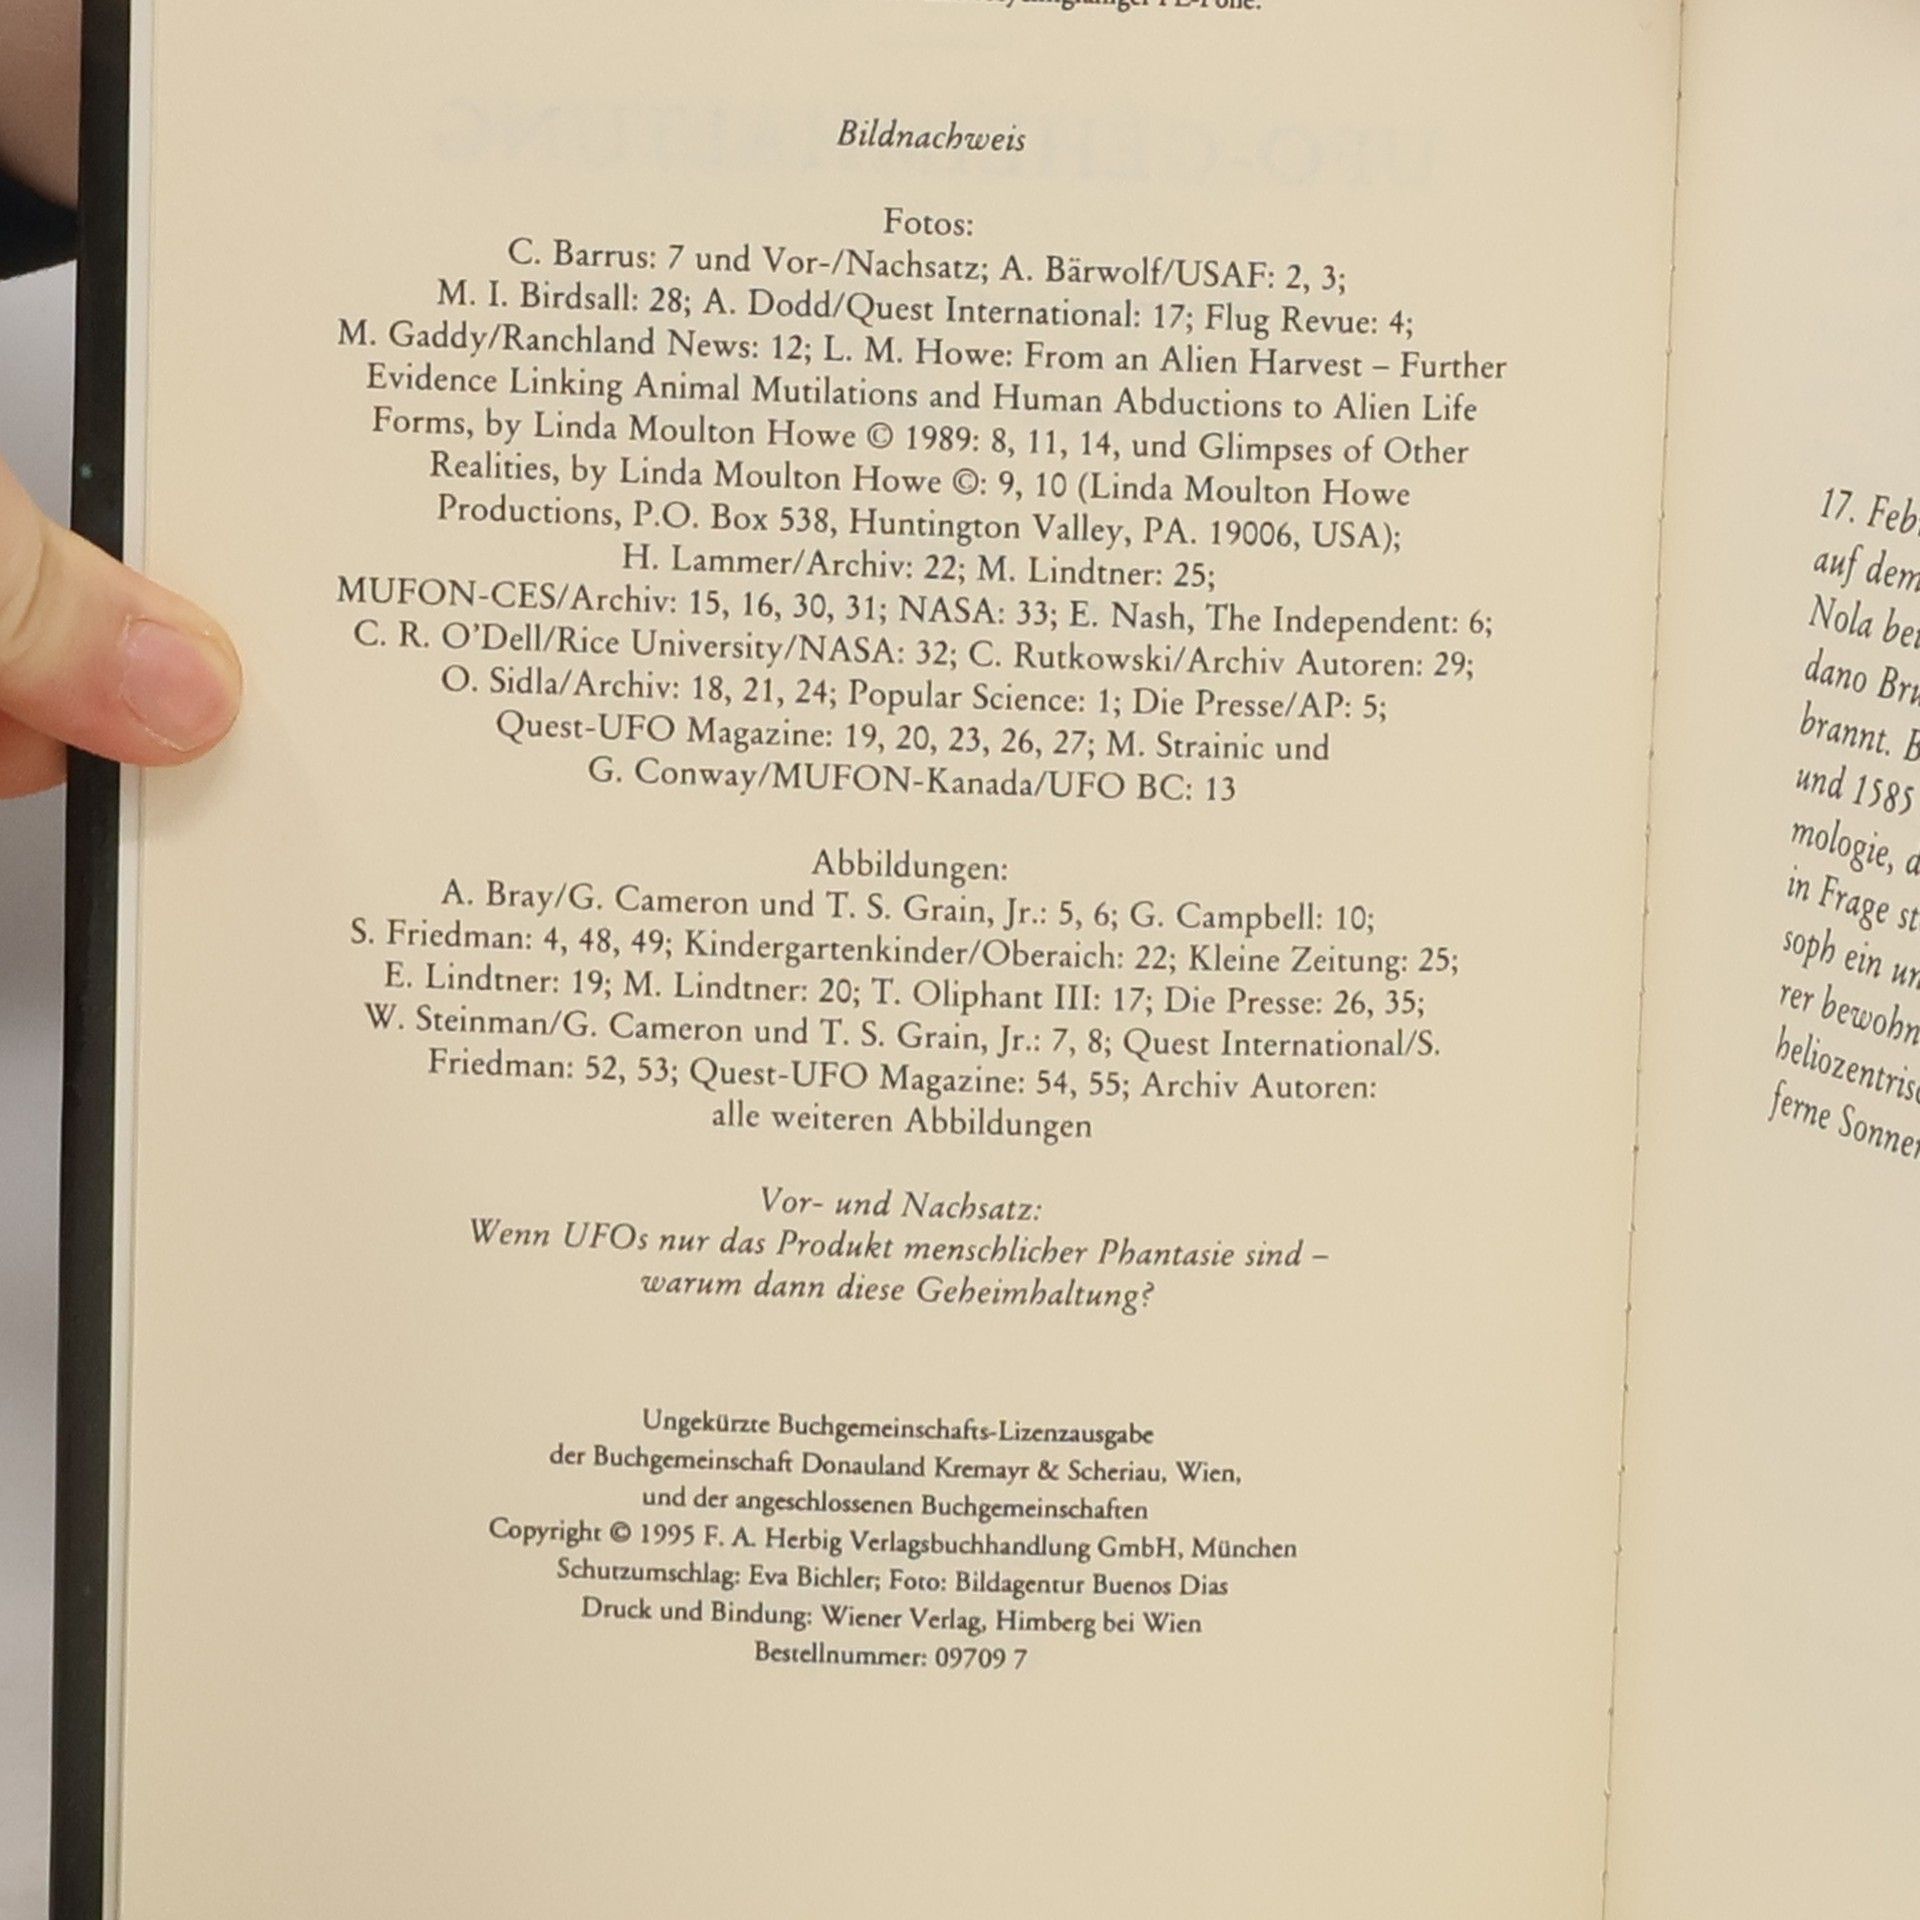 Bildnachweis
Fotos:
C. Barrus: 7 und Vor-/Nachsatz; A. Bärwolf/USAF: 2, 3;
M. I. Birdsall: 28; A. Dodd/Quest International: 17; Flug Revue: 4;
M. Gaddy/Ranchland News: 12; L. M. Howe: From an Alien Harvest – Further
Evidence Linking Animal Mutilations and Human Abductions to Alien Life
Forms, by Linda Moulton Howe © 1989: 8, 11, 14, und Glimpses of Other
Realities, by Linda Moulton Howe ©: 9, 10 (Linda Moulton Howe
Productions, P.O. Box 538, Huntington Valley, PA. 19006, USA);
H. Lammer/Archiv: 22; M. Lindtner: 25;
MUFON-CES/Archiv: 15, 16, 30, 31; NASA: 33; E. Nash, The Independent: 6;
C. R. O'Dell/Rice University/NASA: 32; C. Rutkowski/Archiv Autoren: 29;
O. Sidla/Archiv: 18, 21, 24; Popular Science: 1; Die Presse/AP: 5;
Quest-UFO Magazine: 19, 20, 23, 26, 27; M. Strainic und
G. Conway/MUFON-Kanada/UFO BC: 13
Abbildungen:
A. Bray/G. Cameron und T. S. Grain, Jr.: 5, 6; G. Campbell: 10;
S. Friedman: 4, 48, 49; Kindergartenkinder/Oberaich: 22; Kleine Zeitung: 25;
E. Lindtner: 19; M. Lindtner: 20; T. Oliphant III: 17; Die Presse: 26, 35;
W. Steinman/G. Cameron und T. S. Grain, Jr.: 7, 8; Quest International/S.
Friedman: 52, 53; Quest-UFO Magazine: 54, 55; Archiv Autoren:
alle weiteren Abbildungen
Vor- und Nachsatz:
Wenn UFOs nur das Produkt menschlicher Phantasie sind –
warum dann diese Geheimhaltung?
Ungekürzte Buchgemeinschafts-Lizenzausgabe
der Buchgemeinschaft Donauland Kremayr & Scheriau, Wien,
und der angeschlossenen Buchgemeinschaften
Copyright © 1995 F. A. Herbig Verlagsbuchhandlung GmbH, München
Schutzumschlag: Eva Bichler; Foto: Bildagentur Buenos Dias
Druck und Bindung: Wiener Verlag, Himberg bei Wien
Bestellnummer: 09709 7
17. Feb
auf dem
Nola bei
dano Bru
brannt. B
und 1585
mologie, d
in Frage st
soph ein un
rer bewohn
heliozentrisc
ferne Sonnen